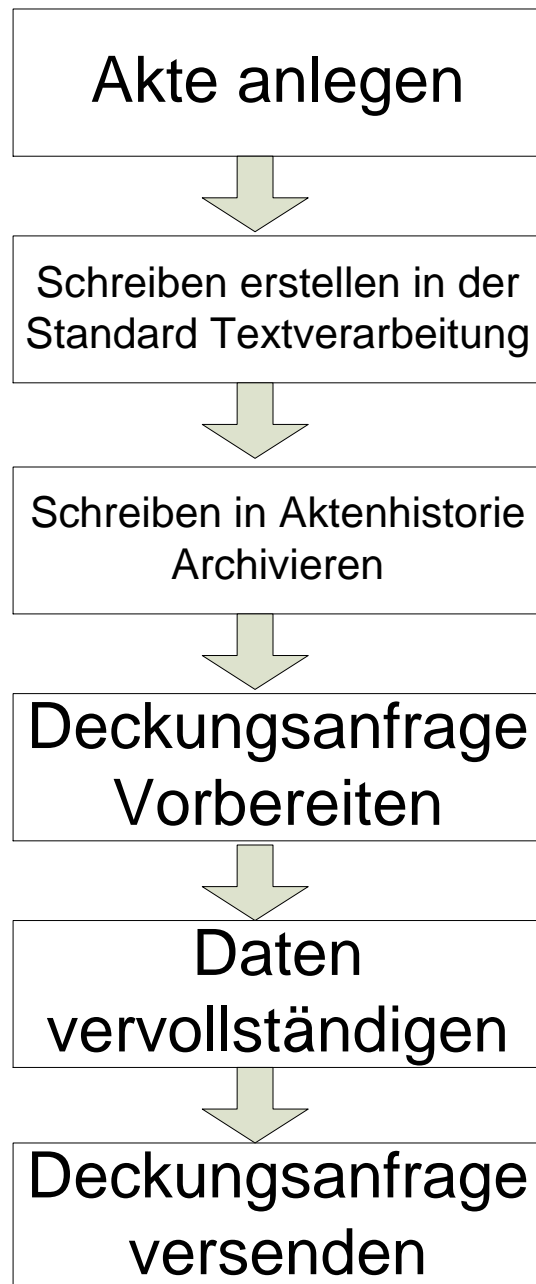 Akte anlegen
Schreiben erstellen in der
Standard Textverarbeitung
Schreiben in Aktenhistorie
Archivieren
Deckungsanfrage
Vorbereiten
Daten
vervollständigen
Deckungsanfrage
versenden